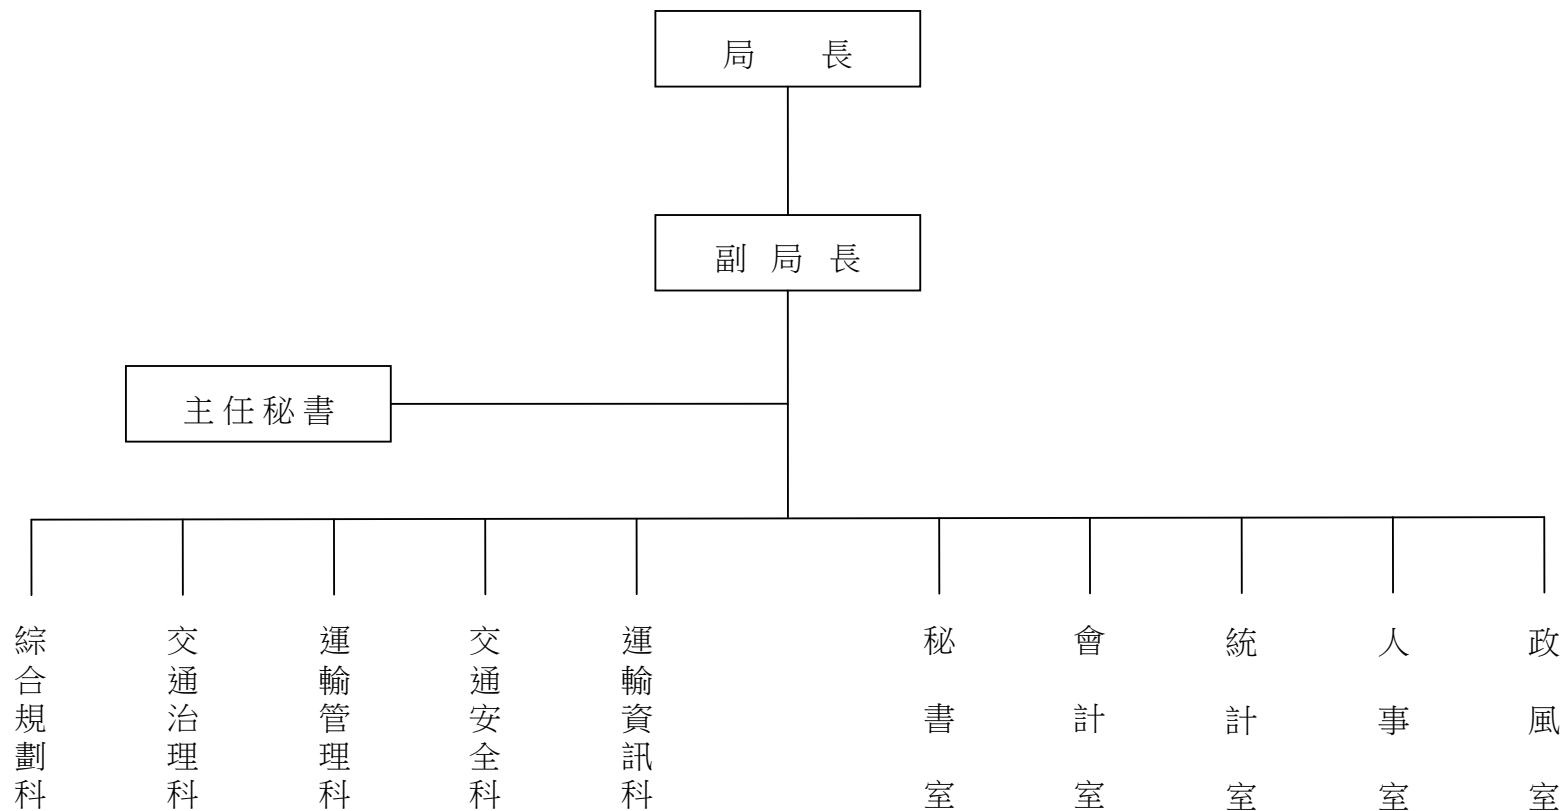 局長
副局長
主任秘書
綜合規劃科
交通治理科
運輸管理科
交通安全科
運輸資訊科
秘書室
會計室
統計室
人事室
政風室